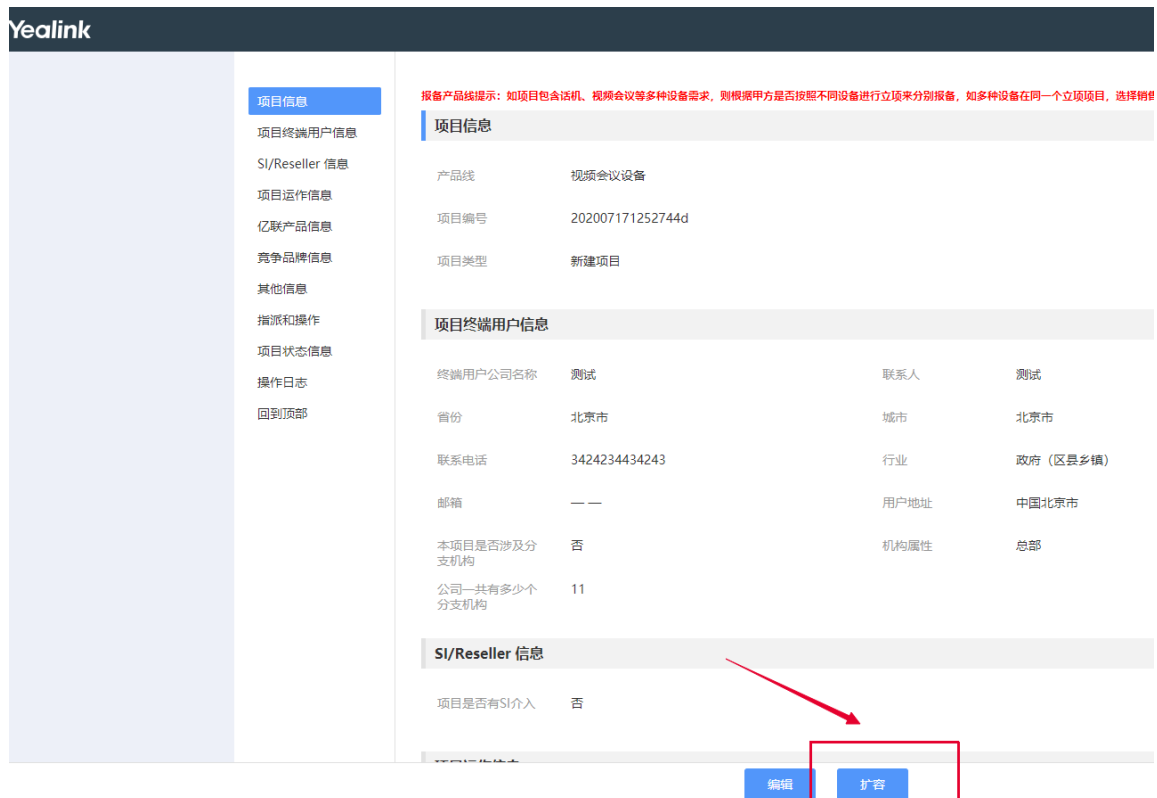 Yealink
报备产品线提示：如项目包含话机、视频会议等多种设备需求，则根据甲方是否按照不同设备进行立项来分别报备，如多种设备在同一个立项项目，选择销售
项目信息
项目终端用户信息
SI/Reseller 信息
项目运作信息
亿联产品信息
竞争品牌信息
其他信息
指派和操作
项目状态信息
操作日志
回到顶部
项目信息
产品线 视频会议设备
项目编号 202007171252744d
项目类型 新建项目
项目终端用户信息
终端用户公司名称 测试 联系人 测试
省份 北京市 城市 北京市
联系电话 3424234434243 行业 政府（区县乡镇）
邮箱 — — 用户地址 中国北京市
本项目是否涉及分 否 机构属性 总部
支机构
公司一共有多少个 11
分支机构
SI/Reseller 信息
项目是否有SI介入 否
项目运作信息
编辑 扩容